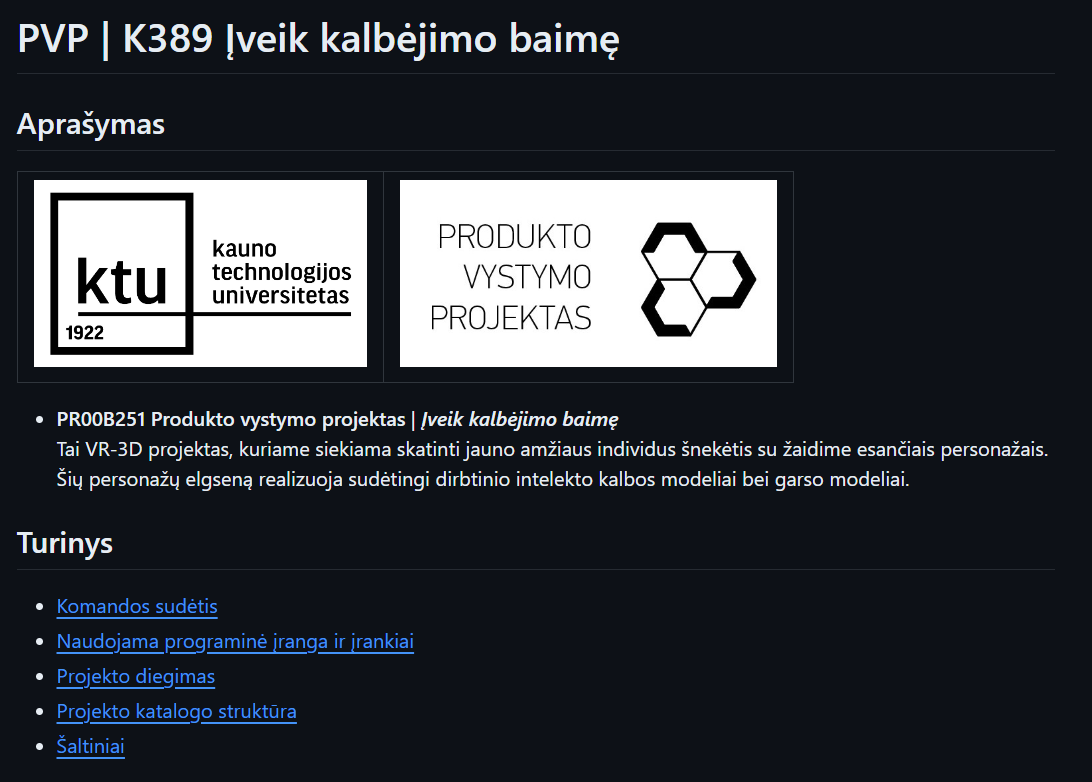 PVP | K389 Įveik kalbėjimo baimę
Aprašymas
ktu
1922
kauno
technologijos
universitetas
PRODUKTO
VYSTYMO
PROJEKTAS
PR00B251 Produkto vystymo projektas | Įveik kalbėjimo baimę
Tai VR-3D projektas, kuriame siekiama skatinti jauno amžiaus individus šnekėtis su žaidime esančiais personažais.
Šių personažų elgseną realizuoja sudėtingi dirbtinio intelekto kalbos modeliai bei garso modeliai.
Turinys
Komandos sudėtis
Naudojama programinė įranga ir įrankiai
Projekto diegimas
Projekto katalogo struktūra
Šaltiniai